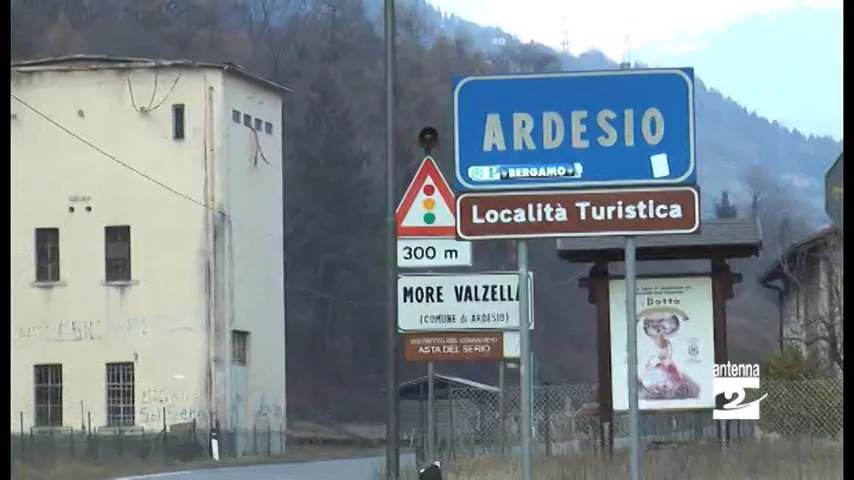 ARDESIO
BERGAMO
Località Turistica
300 m
MORE VALZELLA
(COMUNE di ARDESIO)
DISTRETTO DEL COMMERCIO
ASTA DEL SERIO
Botto
antenna
2